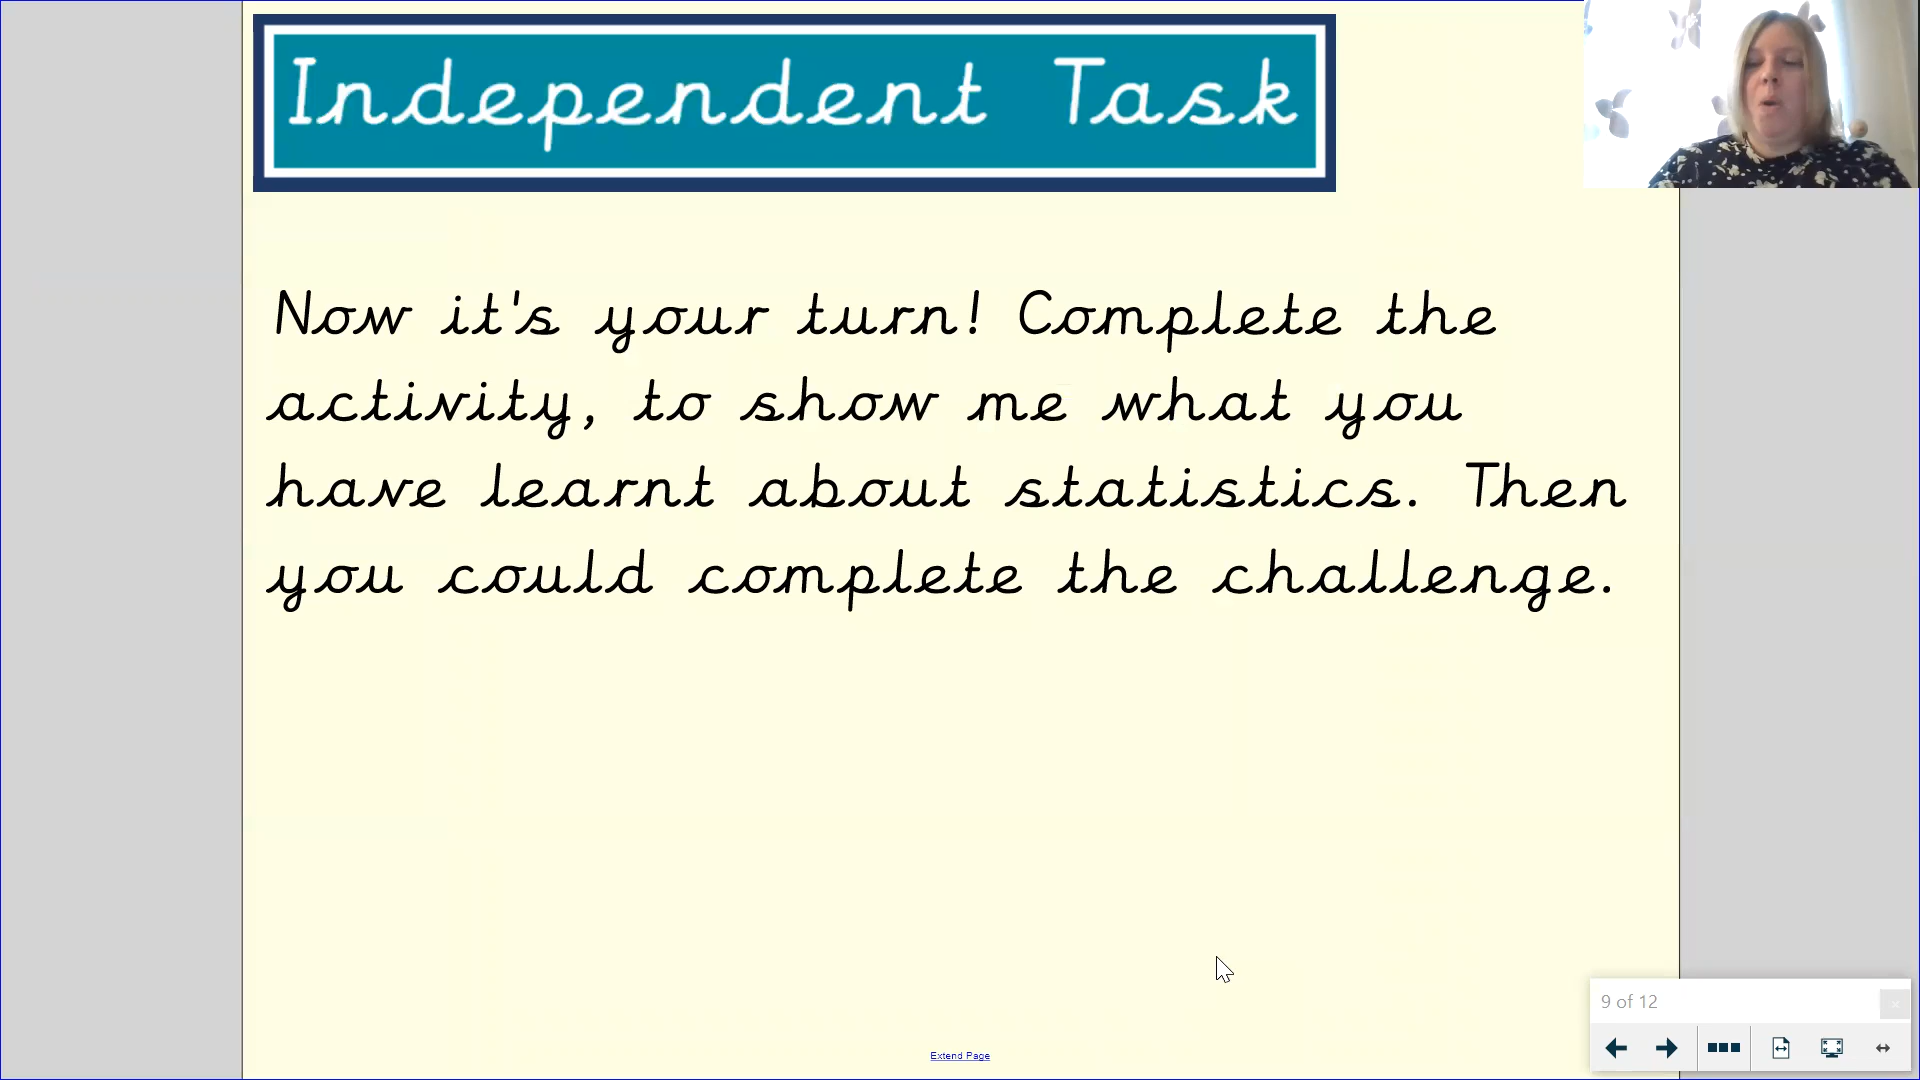 Independent Task
Now it's your turn! Complete the
activity, to show me what you
have learnt about statistics. Then
you could complete the challenge.
Extend Page
9 of 12